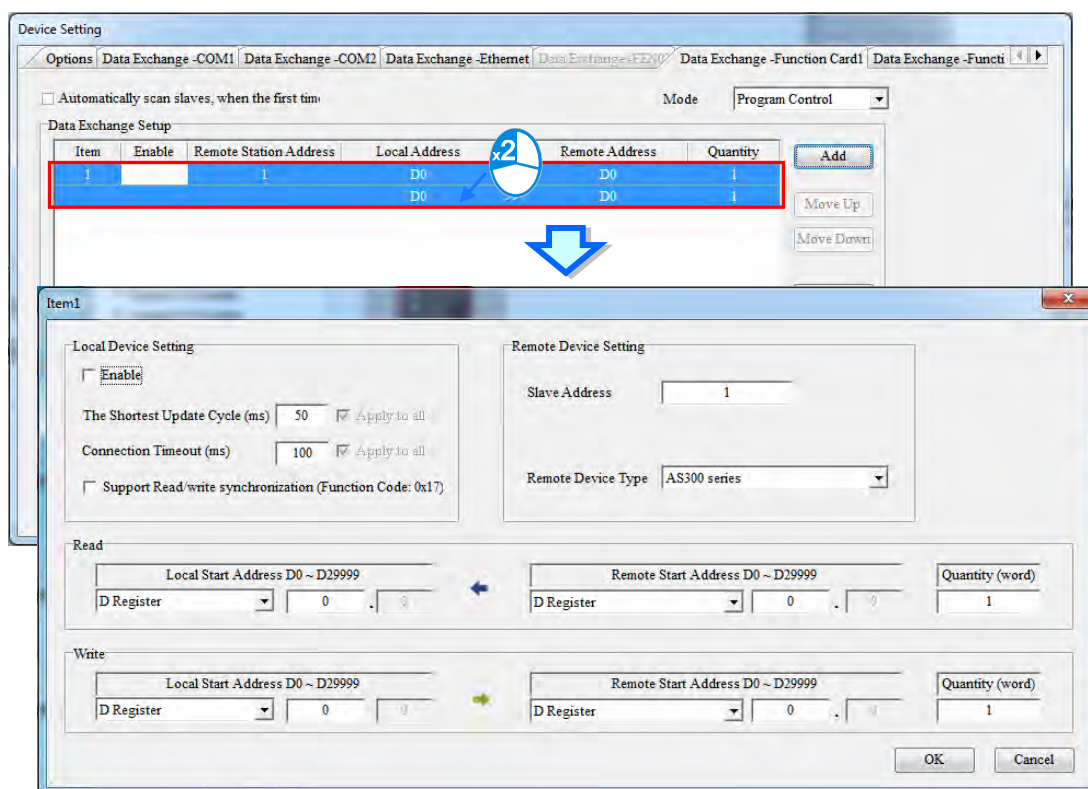 Device Setting
Options Data Exchange -COM1 Data Exchange -COM2 Data Exchange -Ethernet Data Exchange -FEN0 Data Exchange -Function Card1 Data Exchange -Functi
Automatically scan slaves, when the first tim Mode Program Control
Data Exchange Setup
Item Enable Remote Station Address Local Address Remote Address Quantity Add
1 1 D0 D0 1
D0 >> D0 1
x2
Move Up
Move Down
Item1
Local Device Setting Remote Device Setting
Enable
Slave Address 1
The Shortest Update Cycle (ms) 50 Apply to all
Connection Timeout (ms) 100 Apply to all
Remote Device Type AS300 series
Support Read/write synchronization (Function Code: 0x17)
Read
Local Start Address D0 ~ D29999 Remote Start Address D0 ~ D29999 Quantity (word)
D Register 0 . 0 D Register 0 . 0 1
Write
Local Start Address D0 ~ D29999 Remote Start Address D0 ~ D29999 Quantity (word)
D Register 0 0 D Register 0 . 0 1
OK Cancel